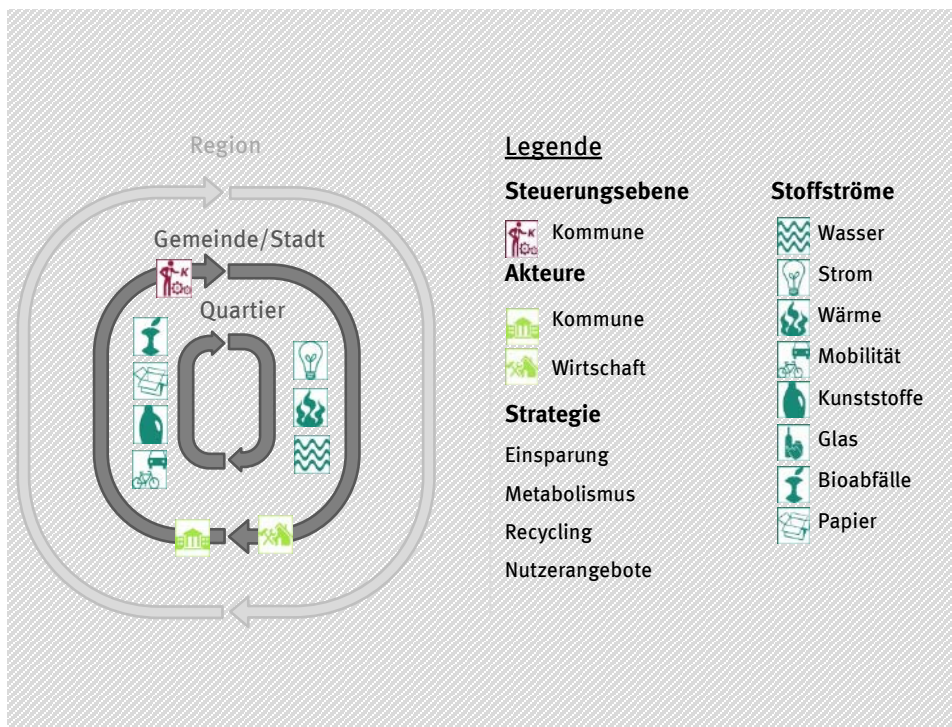 Region
Gemeinde/Stadt
Quartier
Legende
Steuerungsebene
Kommune
Akteure
Kommune
Wirtschaft
Strategie
Einsparung
Metabolismus
Recycling
Nutzerangebote
Stoffströme
Wasser
Strom
Wärme
Mobilität
Kunststoffe
Glas
Bioabfälle
Papier